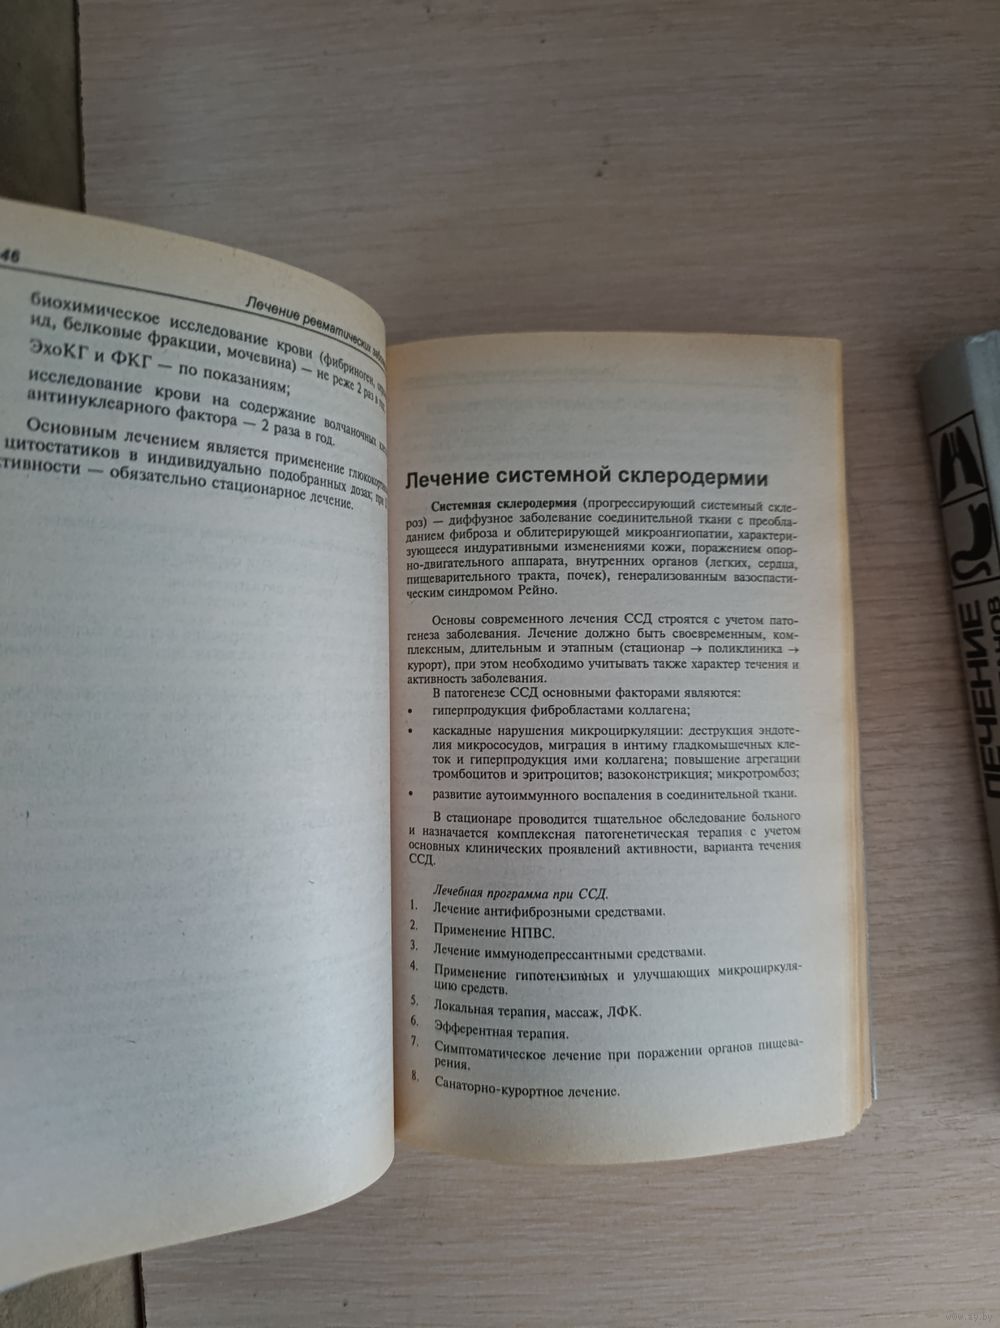 46
Лечение ревматических
биохимическое исследование крови (фибриноген,
ид, белковые фракции, мочевина) — не реже 2 раз в
ЭхоКГ и ФКГ — по показаниям;
исследование крови на содержание волчаночных
антинуклеарного фактора — 2 раза в год.
Основным лечением является применение
цитостатиков в индивидуально подобранных дозах; при
тивности — обязательно стационарное лечение.
Лечение системной склеродермии
Системная склеродермия (прогрессирующий системный скле-
роз) — диффузное заболевание соединительной ткани с преобла-
данием фиброза и облитерирующей микроангиопатии, характери-
зующееся индуративными изменениями кожи, поражением опор-
но-двигательного аппарата, внутренних органов (легких, сердца,
пищеварительного тракта, почек), генерализованным вазоспасти-
ческим синдромом Рейно.
Основы современного лечения ССД строятся с учетом пато-
генеза заболевания. Лечение должно быть своевременным, ком-
плексным, длительным и этапным (стационар → поликлиника →
курорт), при этом необходимо учитывать также характер течения и
активность заболевания.
В патогенезе ССД основными факторами являются:
• гиперпродукция фибробластами коллагена;
• каскадные нарушения микроциркуляции: деструкция эндоте-
лия микрососудов, миграция в интиму гладкомышечных кле-
ток и гиперпродукция ими коллагена; повышение агрегации
тромбоцитов и эритроцитов; вазоконстрикция; микротромбоз;
• развитие аутоиммунного воспаления в соединительной ткани.
В стационаре проводится тщательное обследование больного
и назначается комплексная патогенетическая терапия с учетом
основных клинических проявлений активности, варианта течения
ССД.
Лечебная программа при ССД.
1. Лечение антифиброзными средствами.
2. Применение НПВС.
3. Лечение иммунодепрессантными средствами.
4. Применение гипотензивных и улучшающих микроциркуля-
цию средств.
5. Локальная терапия, массаж, ЛФК.
6. Эфферентная терапия.
7. Симптоматическое лечение при поражении органов пищева-
рения.
8. Санаторно-курортное лечение.
ЛЕЧЕНИЕ